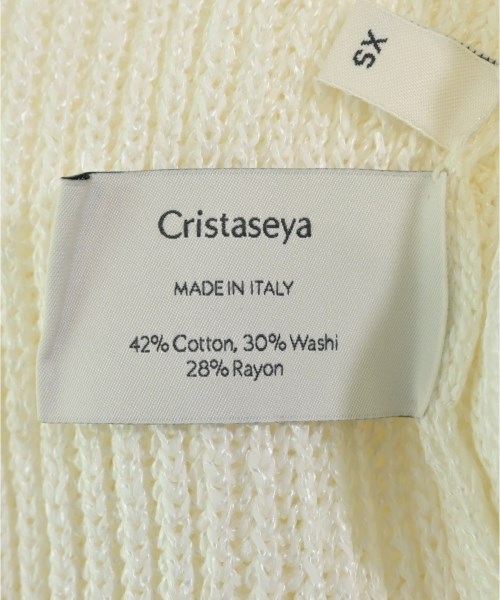 XS
Cristaseya
MADE IN ITALY
42% Cotton, 30% Washi
28% Rayon